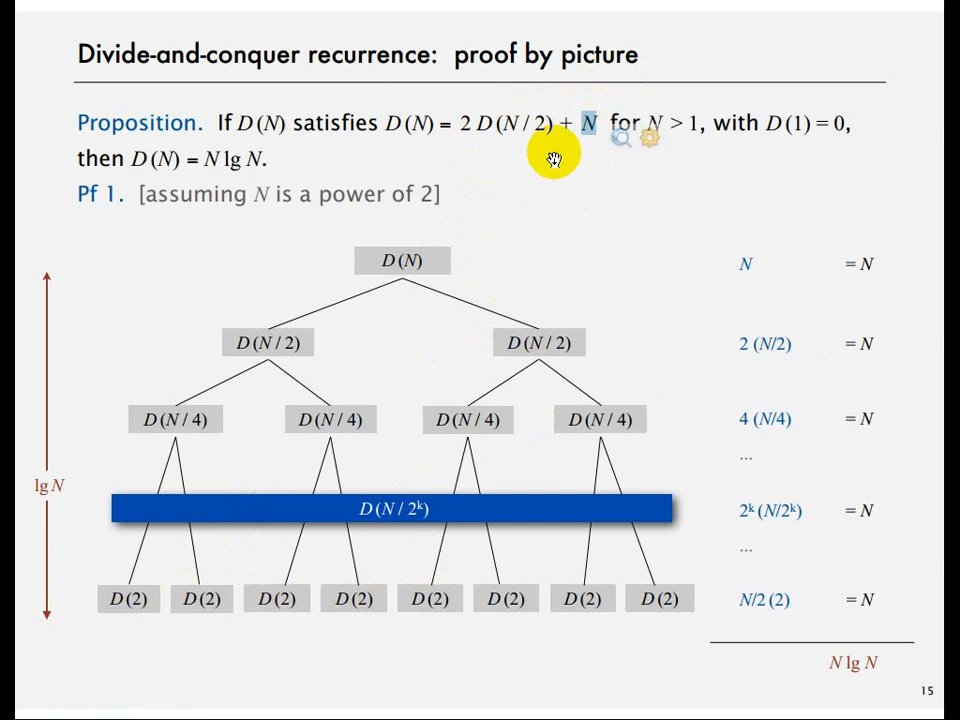 Divide-and-conquer recurrence: proof by picture
Proposition. If D (N) satisfies D (N) = 2 D (N / 2) + N for N > 1, with D (1) = 0,
then D (N) = N lg N.
Pf 1. [assuming N is a power of 2]
D (N)
N = N
D (N / 2) D (N / 2)
2 (N/2) = N
D (N / 4) D (N / 4) D (N / 4) D (N / 4)
4 (N/4) = N
...
lg N
D (N / 2ᵏ)
2ᵏ (N/2ᵏ) = N
...
D (2) D (2) D (2) D (2) D (2) D (2) D (2) D (2)
N/2 (2) = N
N lg N
15